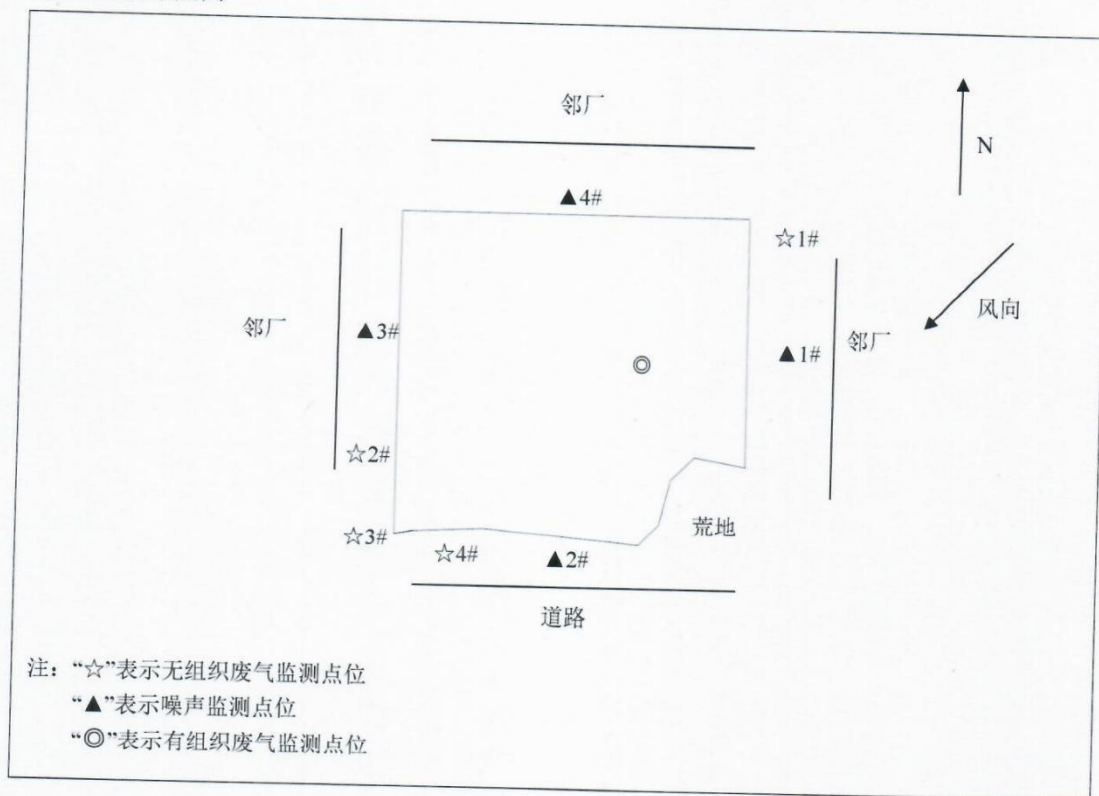 邻厂
N
▲4#
☆1#
风向
邻厂
▲3#
▲1#
邻厂
◎
☆2#
荒地
☆3#
☆4#
▲2#
道路
注：“☆”表示无组织废气监测点位
“▲”表示噪声监测点位
“◎”表示有组织废气监测点位